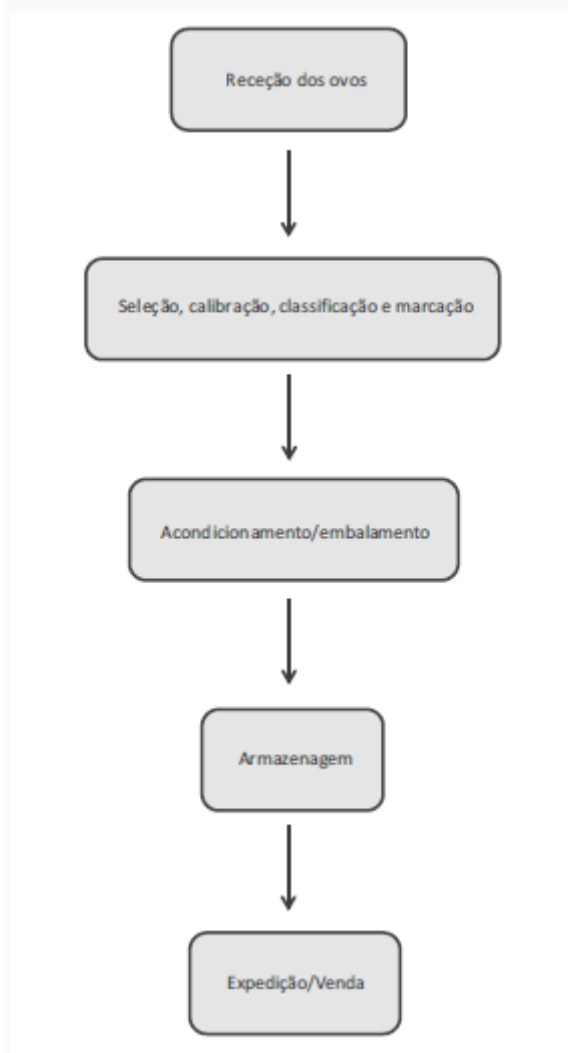 Receção dos ovos
Seleção, calibração, classificação e marcação
Acondicionamento/embalamento
Armazenagem
Expedição/Venda